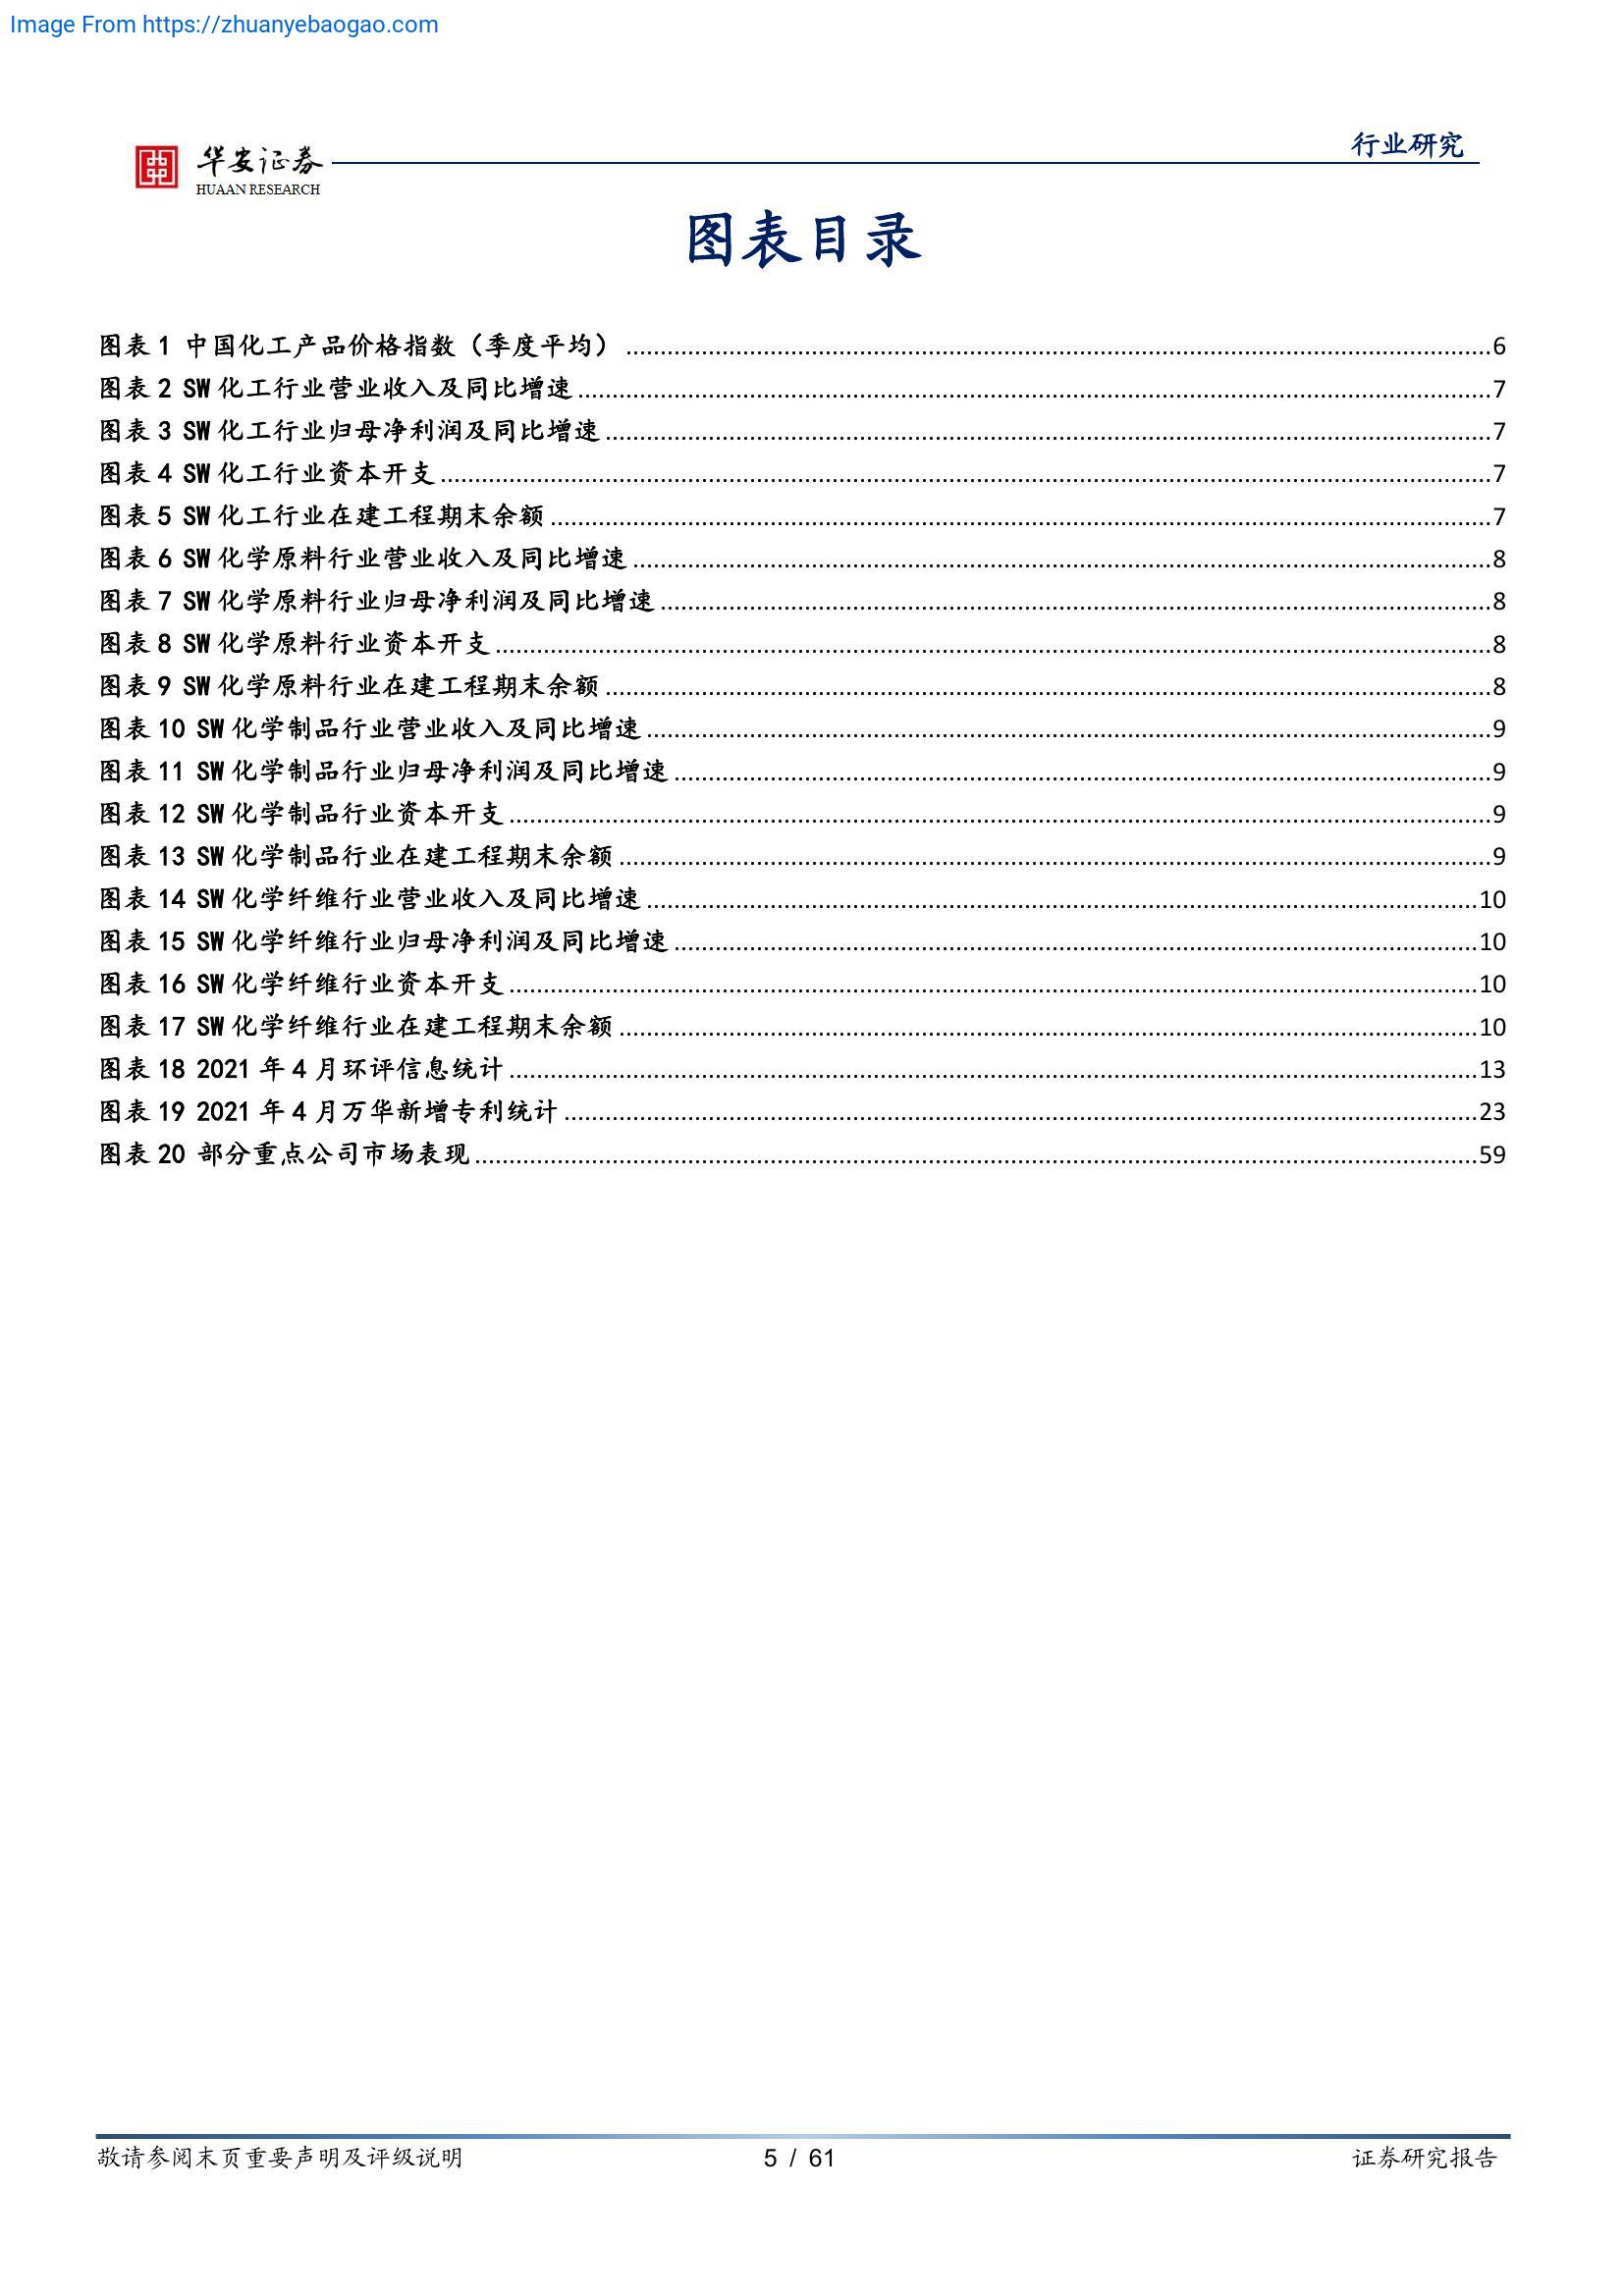 Image From https://zhuanyebaogao.com
行业研究
华安证券
HUAAN RESEARCH
图表目录
图表 1 中国化工产品价格指数（季度平均）........6
图表 2 SW 化工行业营业收入及同比增速........7
图表 3 SW 化工行业归母净利润及同比增速........7
图表 4 SW 化工行业资本开支........7
图表 5 SW 化工行业在建工程期末余额........7
图表 6 SW 化学原料行业营业收入及同比增速........8
图表 7 SW 化学原料行业归母净利润及同比增速........8
图表 8 SW 化学原料行业资本开支........8
图表 9 SW 化学原料行业在建工程期末余额........8
图表 10 SW 化学制品行业营业收入及同比增速........9
图表 11 SW 化学制品行业归母净利润及同比增速........9
图表 12 SW 化学制品行业资本开支........9
图表 13 SW 化学制品行业在建工程期末余额........9
图表 14 SW 化学纤维行业营业收入及同比增速........10
图表 15 SW 化学纤维行业归母净利润及同比增速........10
图表 16 SW 化学纤维行业资本开支........10
图表 17 SW 化学纤维行业在建工程期末余额........10
图表 18 2021 年 4 月环评信息统计........13
图表 19 2021 年 4 月万华新增专利统计........23
图表 20 部分重点公司市场表现........59
敬请参阅末页重要声明及评级说明 5 / 61 证券研究报告